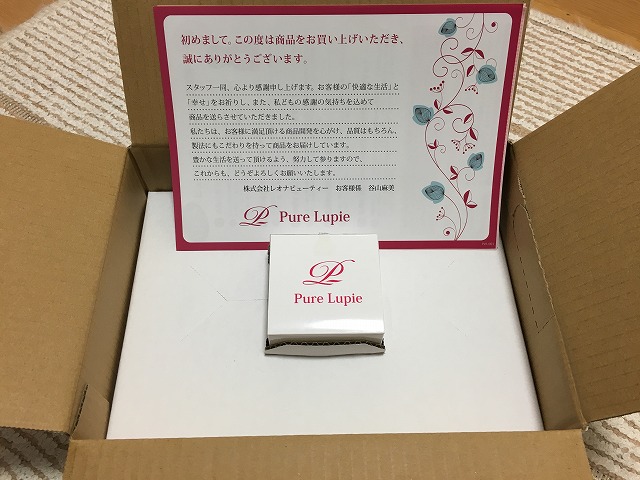 初めまして。この度は商品をお買い上げいただき、
誠にありがとうございます。
スタッフ一同、心より感謝申し上げます。お客様の「快適な生活」と
「幸せ」をお祈りし、また、私どもの感謝の気持ちを込めて
商品を送らさせていただきました。
私たちは、お客様に満足頂ける商品開発を心がけ、品質はもちろん、
製法にもこだわりを持って商品をお届けしています。
豊かな生活を送って頂けるよう、努力して参りますので、
これからも、どうぞよろしくお願いいたします。
株式会社レオナビューティー お客様係 谷山麻美
Pure Lupie
Pure Lupie